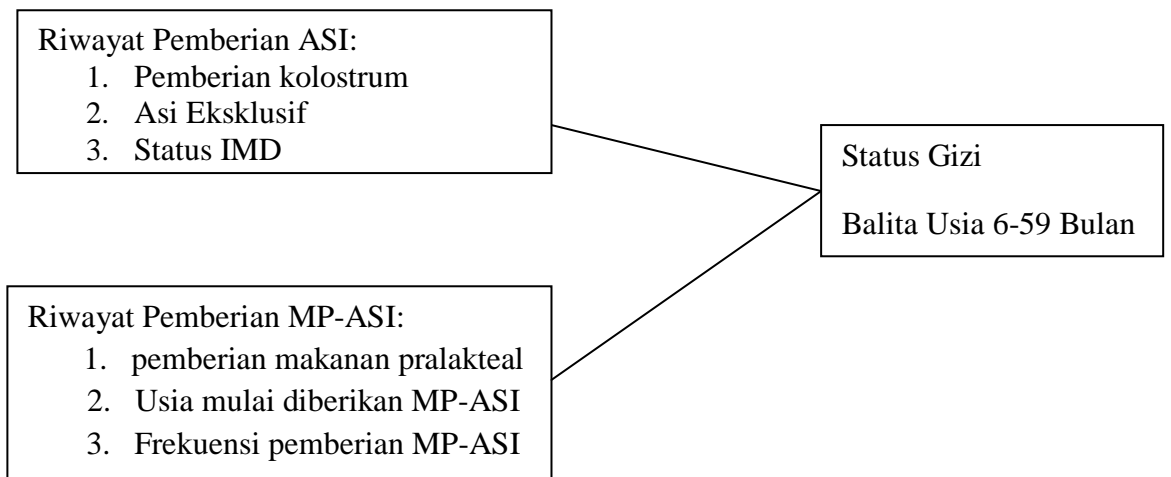 Riwayat Pemberian ASI:
1. Pemberian kolostrum
2. Asi Eksklusif
3. Status IMD
Status Gizi
Balita Usia 6-59 Bulan
Riwayat Pemberian MP-ASI:
1. pemberian makanan pralakteal
2. Usia mulai diberikan MP-ASI
3. Frekuensi pemberian MP-ASI